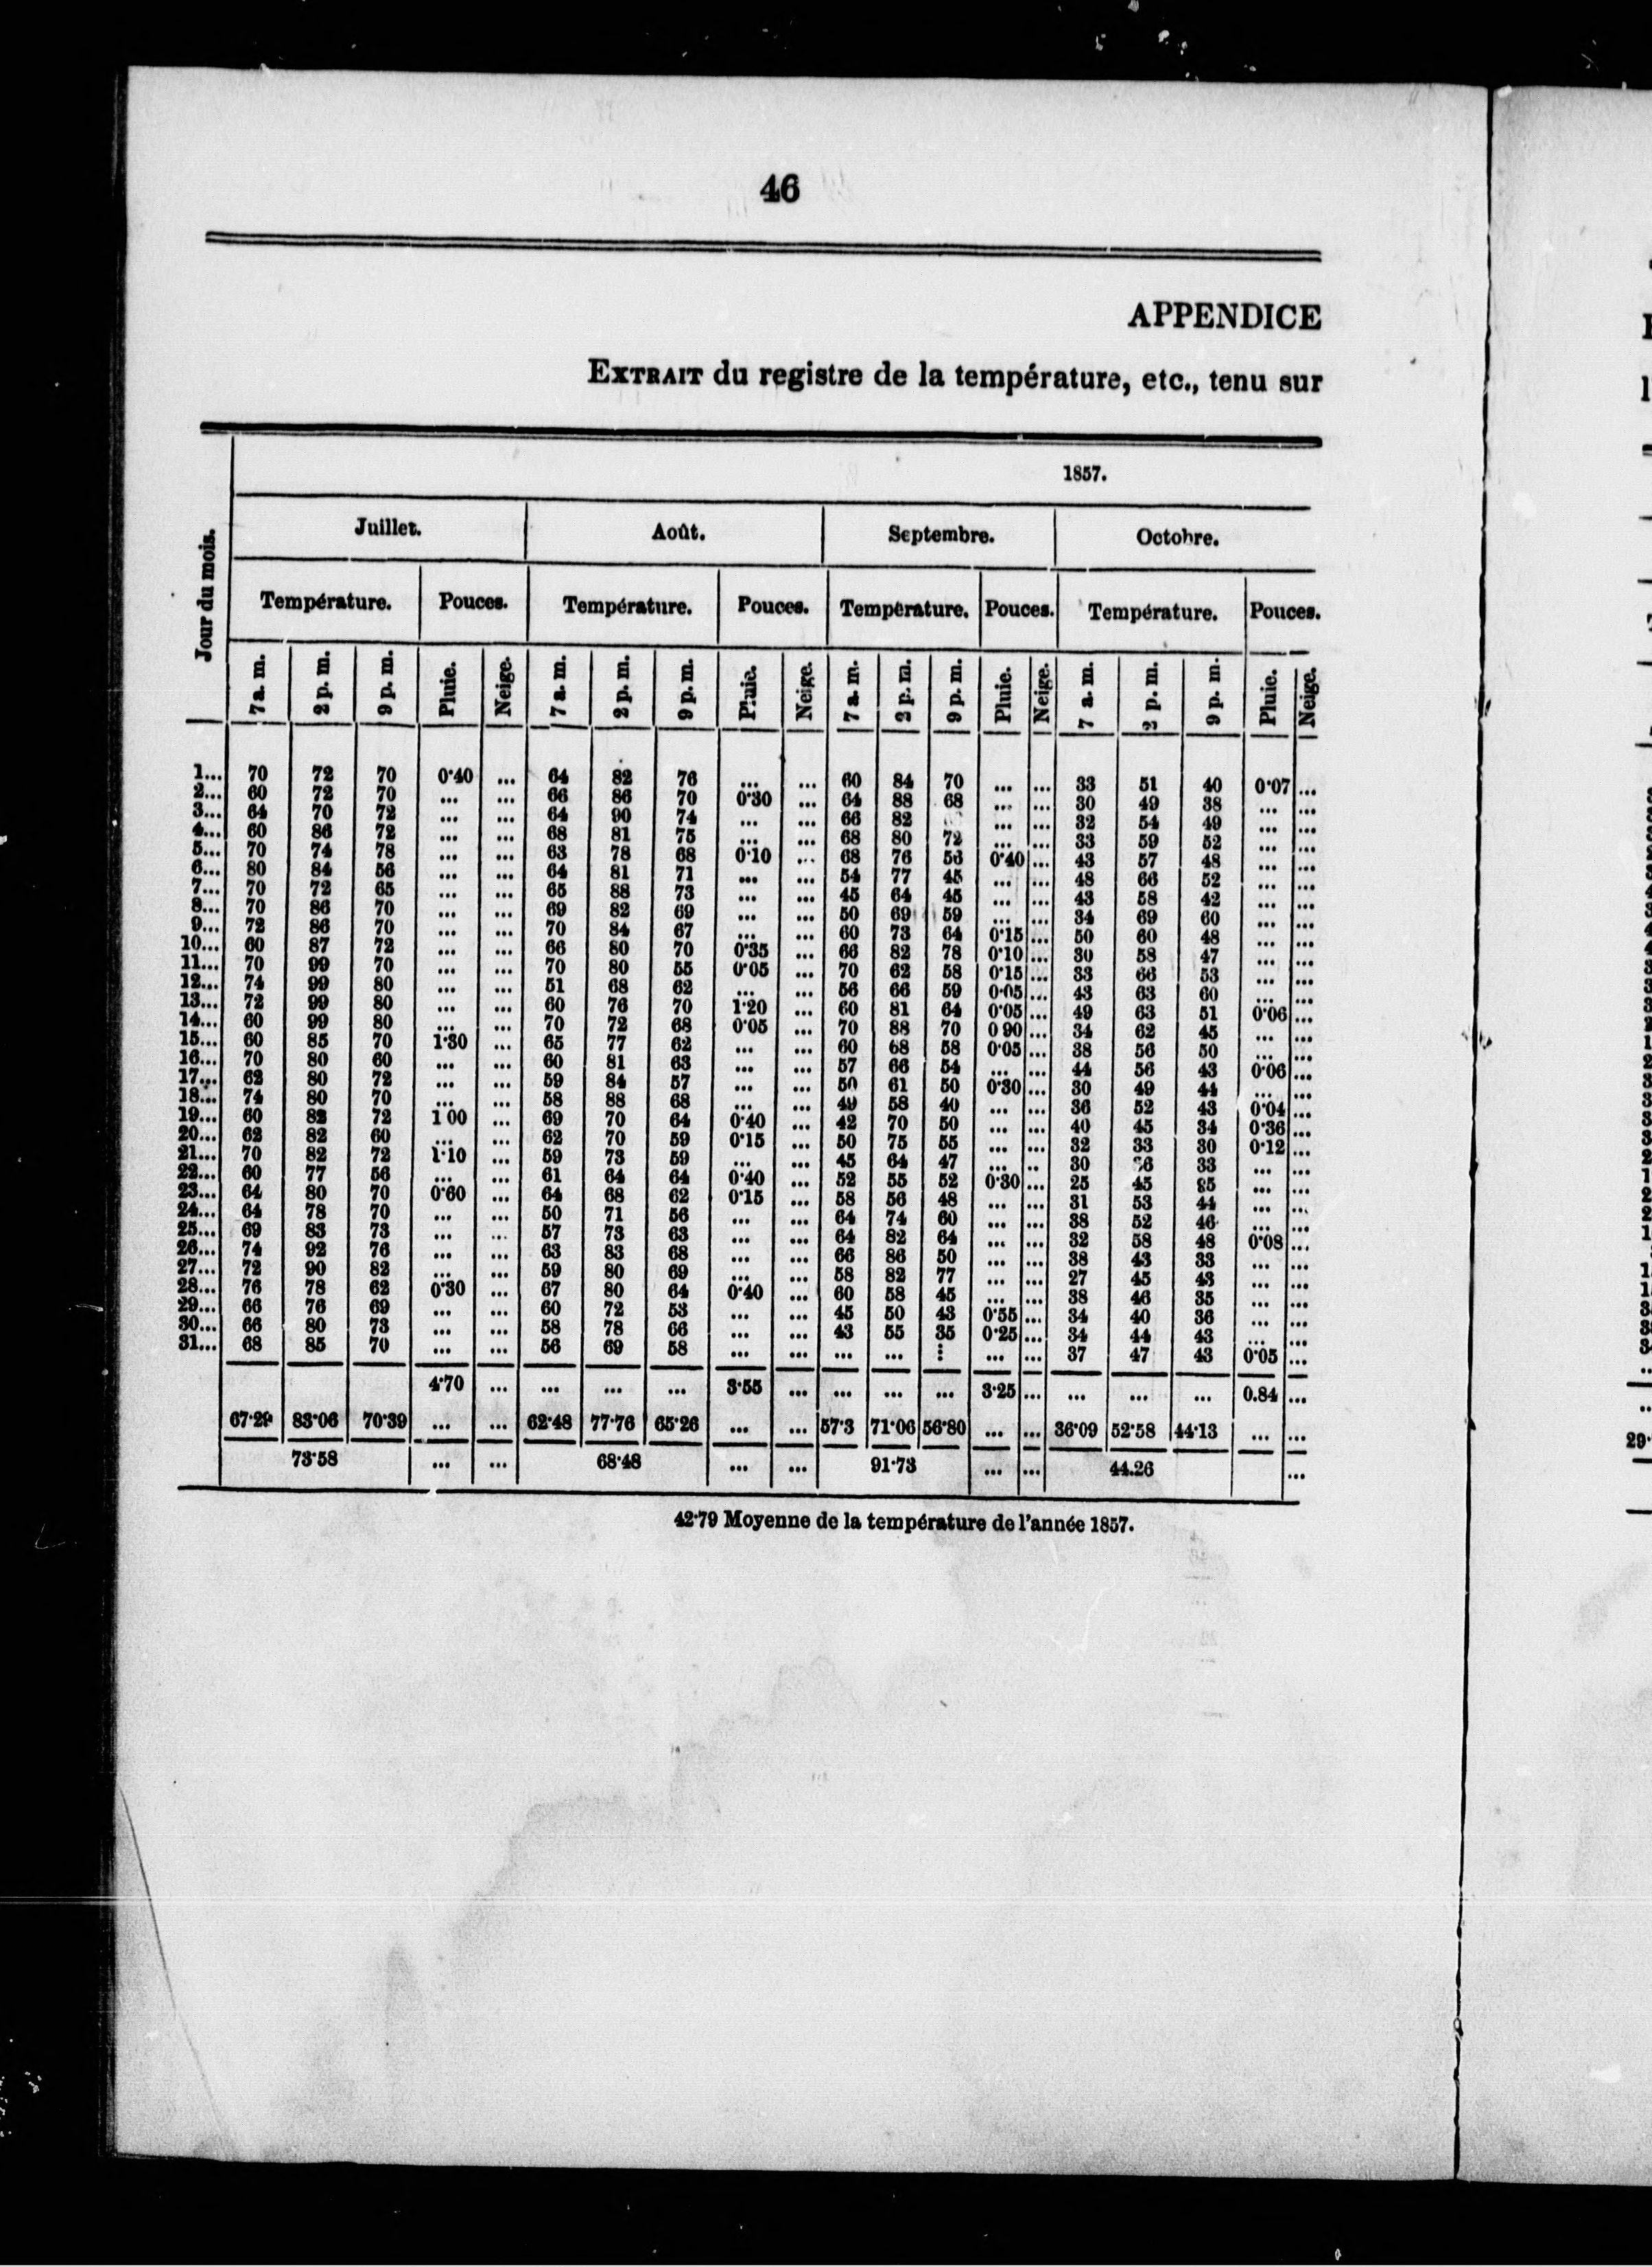 46
APPENDICE
EXTRAIT du registre de la température, etc., tenu sur
1857.
Jour du mois.
Juillet. Août. Septembre. Octobre.
Température. Pouces. Température. Pouces. Température. Pouces. Température. Pouces.
7 a. m. 2 p. m. 9 p. m. Pluie. Neige. 7 a. m. 2 p. m. 9 p. m. Pluie. Neige. 7 a. m. 2 p. m. 9 p. m. Pluie. Neige. 7 a. m. 2 p. m. 9 p. m. Pluie. Neige.
1... 70 72 70 0·40 ... 64 82 76 ... ... 60 84 70 ... ... 33 51 40 0·07 ...
2... 60 72 70 ... ... 66 86 70 0·30 ... 64 88 68 ... ... 30 49 38 ... ...
3... 64 70 72 ... ... 64 90 74 ... ... 66 82 ... ... 32 54 49 ... ...
4... 60 86 72 ... ... 68 81 75 ... ... 68 80 72 ... ... 33 59 52 ... ...
5... 70 74 78 ... ... 63 78 68 0·10 ... 68 76 56 0·40 ... 43 57 48 ... ...
6... 80 84 56 ... ... 64 81 71 ... ... 54 77 45 ... ... 48 66 52 ... ...
7... 70 72 65 ... ... 65 88 73 ... ... 45 64 45 ... ... 43 58 42 ... ...
8... 70 86 70 ... ... 69 82 69 ... ... 50 69 59 ... ... 34 69 60 ... ...
9... 72 86 70 ... ... 70 84 67 ... ... 60 73 64 0·15 ... 50 60 48 ... ...
10... 60 87 72 ... ... 66 80 70 0·35 ... 66 82 78 0·10 ... 30 58 47 ... ...
11... 70 99 70 ... ... 70 80 55 0·05 ... 70 62 58 0·15 ... 33 66 53 ... ...
12... 74 99 80 ... ... 51 68 62 ... ... 56 66 59 0·05 ... 43 63 60 ... ...
13... 72 99 80 ... ... 60 76 70 1·20 ... 60 81 64 0·05 ... 49 63 51 0·06 ...
14... 60 99 80 ... ... 70 72 68 0·05 ... 70 88 70 0 90 ... 34 62 45 ... ...
15... 60 85 70 1·30 ... 65 77 62 ... ... 60 68 58 0·05 ... 38 56 50 ... ...
16... 70 80 60 ... ... 60 81 63 ... ... 57 66 54 ... ... 44 56 43 0·06 ...
17... 62 80 72 ... ... 59 84 57 ... ... 50 61 50 0·30 ... 30 49 44 ... ...
18... 74 80 70 ... ... 58 88 68 ... ... 49 58 40 ... ... 36 52 43 0·04 ...
19... 60 82 72 1 00 ... 69 70 64 0·40 ... 42 70 50 ... ... 40 45 34 0·36 ...
20... 62 82 60 ... ... 62 70 59 0·15 ... 50 75 55 ... ... 32 33 30 0·12 ...
21... 70 82 72 1·10 ... 59 73 59 ... ... 45 64 47 ... .. 30 33 ... ...
22... 60 77 56 ... ... 61 64 64 0·40 ... 52 55 52 0·30 ... 25 45 35 ... ...
23... 64 80 70 0·60 ... 64 68 62 0·15 ... 58 56 48 ... ... 31 53 44 ... ...
24... 64 78 70 ... ... 50 71 56 ... ... 64 74 60 ... ... 38 52 46 ... ...
25... 69 83 73 ... ... 57 73 63 ... ... 64 82 64 ... ... 32 58 48 0·08 ...
26... 74 92 76 ... ... 63 83 68 ... ... 66 86 50 ... ... 38 43 33 ... ...
27... 72 90 82 ... ... 59 80 69 ... ... 58 82 77 ... ... 27 45 43 ... ...
28... 76 78 62 0·30 ... 67 80 64 0·40 ... 60 58 45 ... ... 38 46 35 ... ...
29... 66 76 69 ... ... 60 72 53 ... ... 45 50 43 0·55 ... 34 40 36 ... ...
30... 66 80 73 ... ... 58 78 66 ... ... 43 55 35 0·25 ... 34 44 43 ... ...
31... 68 85 70 ... ... 56 69 58 ... ... ... ... ... ... ... 37 47 43 0·05 ...
4·70 ... ... ... ... 3·55 ... ... ... ... 3·25 ... ... ... ... 0.84 ...
67·29 83·06 70·39 ... ... 62·48 77·76 65·26 ... ... 57·3 71·06 56·80 ... ... 36·09 52·58 44·13 ... ...
73·58 ... ... 68·48 ... ... 91·73 ... ... 44.26 ...
42·79 Moyenne de la température de l'année 1857.